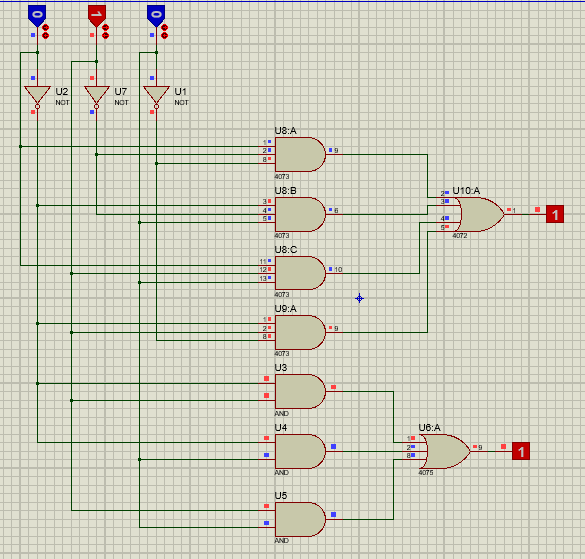 0 1 0
U2 U7 U1
NOT NOT NOT
U8:A
1
2 9
8
4073
U8:B
3
4 6
5
4073
U10:A
2
3 1 1
4
5
4072
U8:C
11
12 10
13
4073
U9:A
1
2 9
8
4073
U3
AND
U4
AND
U6:A
1
2 9 1
8
4075
U5
AND